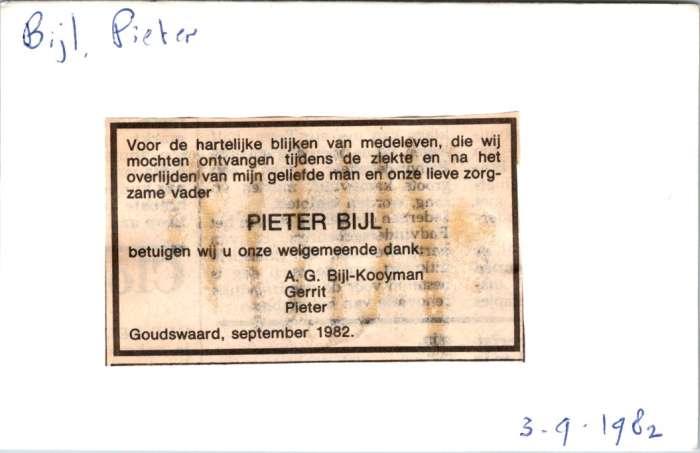 Bijl, Pieter
Voor de hartelijke blijken van medeleven, die wij
mochten ontvangen tijdens de ziekte en na het
overlijden van mijn geliefde man en onze lieve zorg-
zame vader
PIETER BIJL
betuigen wij u onze welgemeende dank.
A. G. Bijl-Kooyman
Gerrit
Pieter
Goudswaard, september 1982.
3-9-1982